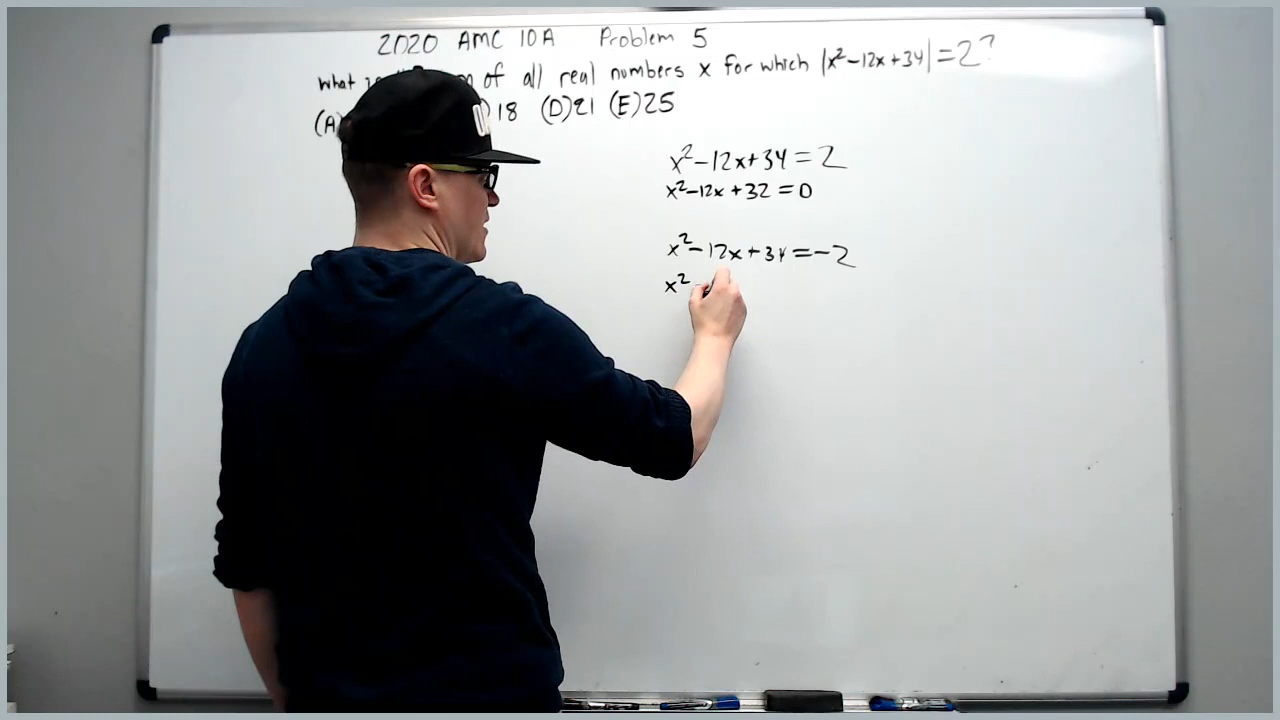 2020 AMC 10A Problem 5
What of all real numbers x for which |x²-12x+34|=2?
(A) 18 (D)21 (E)25
x²-12x+34=2
x²-12x+32=0
x²-12x+34=-2
x²-